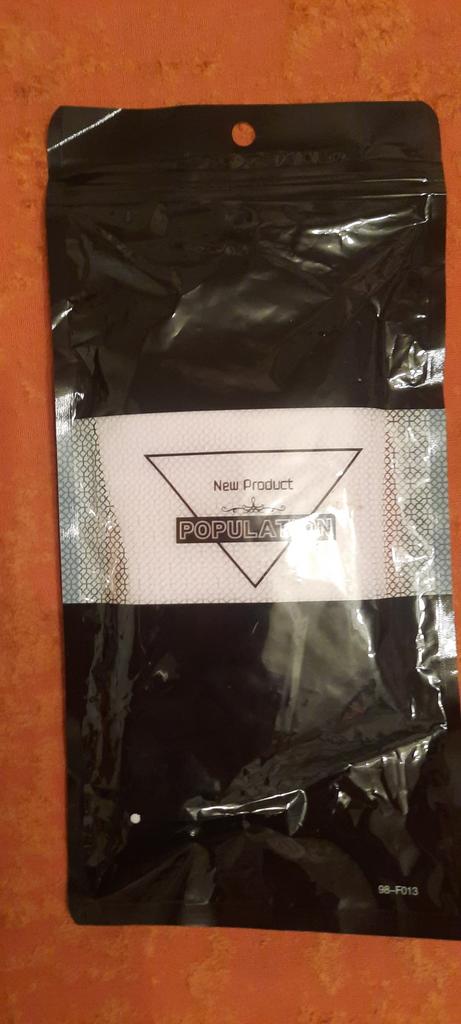 New Product
POPULATION
98-F013